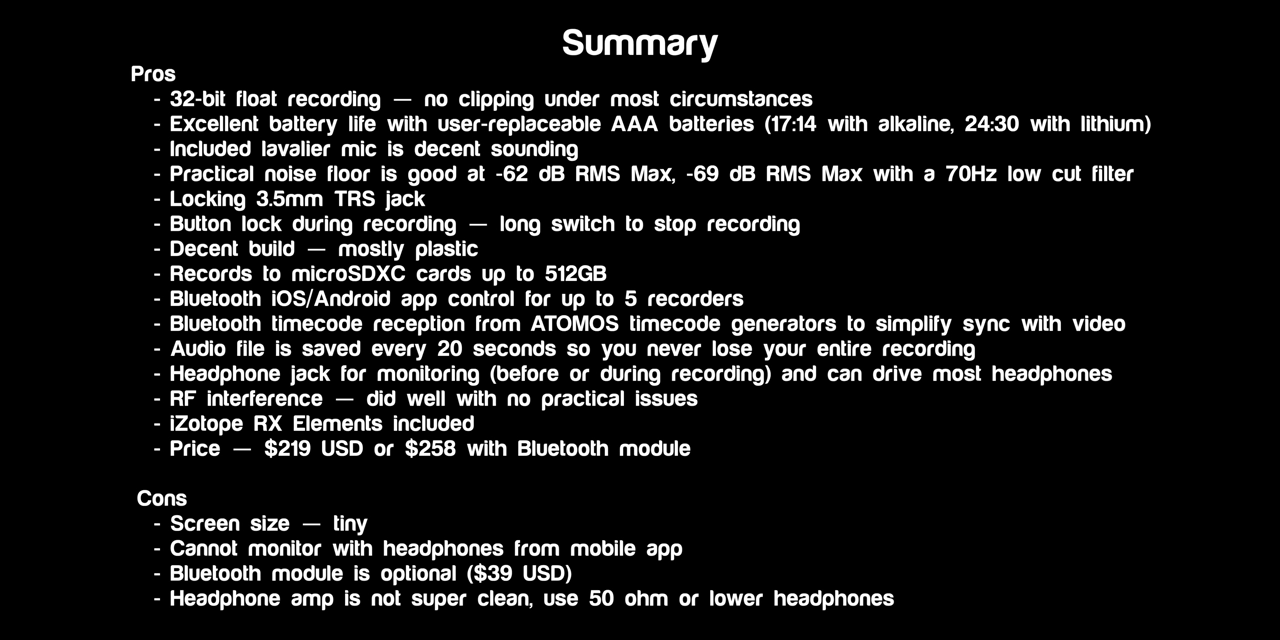 Summary
Pros
- 32-bit float recording — no clipping under most circumstances
- Excellent battery life with user-replaceable AAA batteries (17:14 with alkaline, 24:30 with lithium)
- Included lavalier mic is decent sounding
- Practical noise floor is good at -62 dB RMS Max, -69 dB RMS Max with a 70Hz low cut filter
- Locking 3.5mm TRS jack
- Button lock during recording — long switch to stop recording
- Decent build — mostly plastic
- Records to microSDXC cards up to 512GB
- Bluetooth iOS/Android app control for up to 5 recorders
- Bluetooth timecode reception from ATOMOS timecode generators to simplify sync with video
- Audio file is saved every 20 seconds so you never lose your entire recording
- Headphone jack for monitoring (before or during recording) and can drive most headphones
- RF interference — did well with no practical issues
- iZotope RX Elements included
- Price — $219 USD or $258 with Bluetooth module
Cons
- Screen size — tiny
- Cannot monitor with headphones from mobile app
- Bluetooth module is optional ($39 USD)
- Headphone amp is not super clean, use 50 ohm or lower headphones